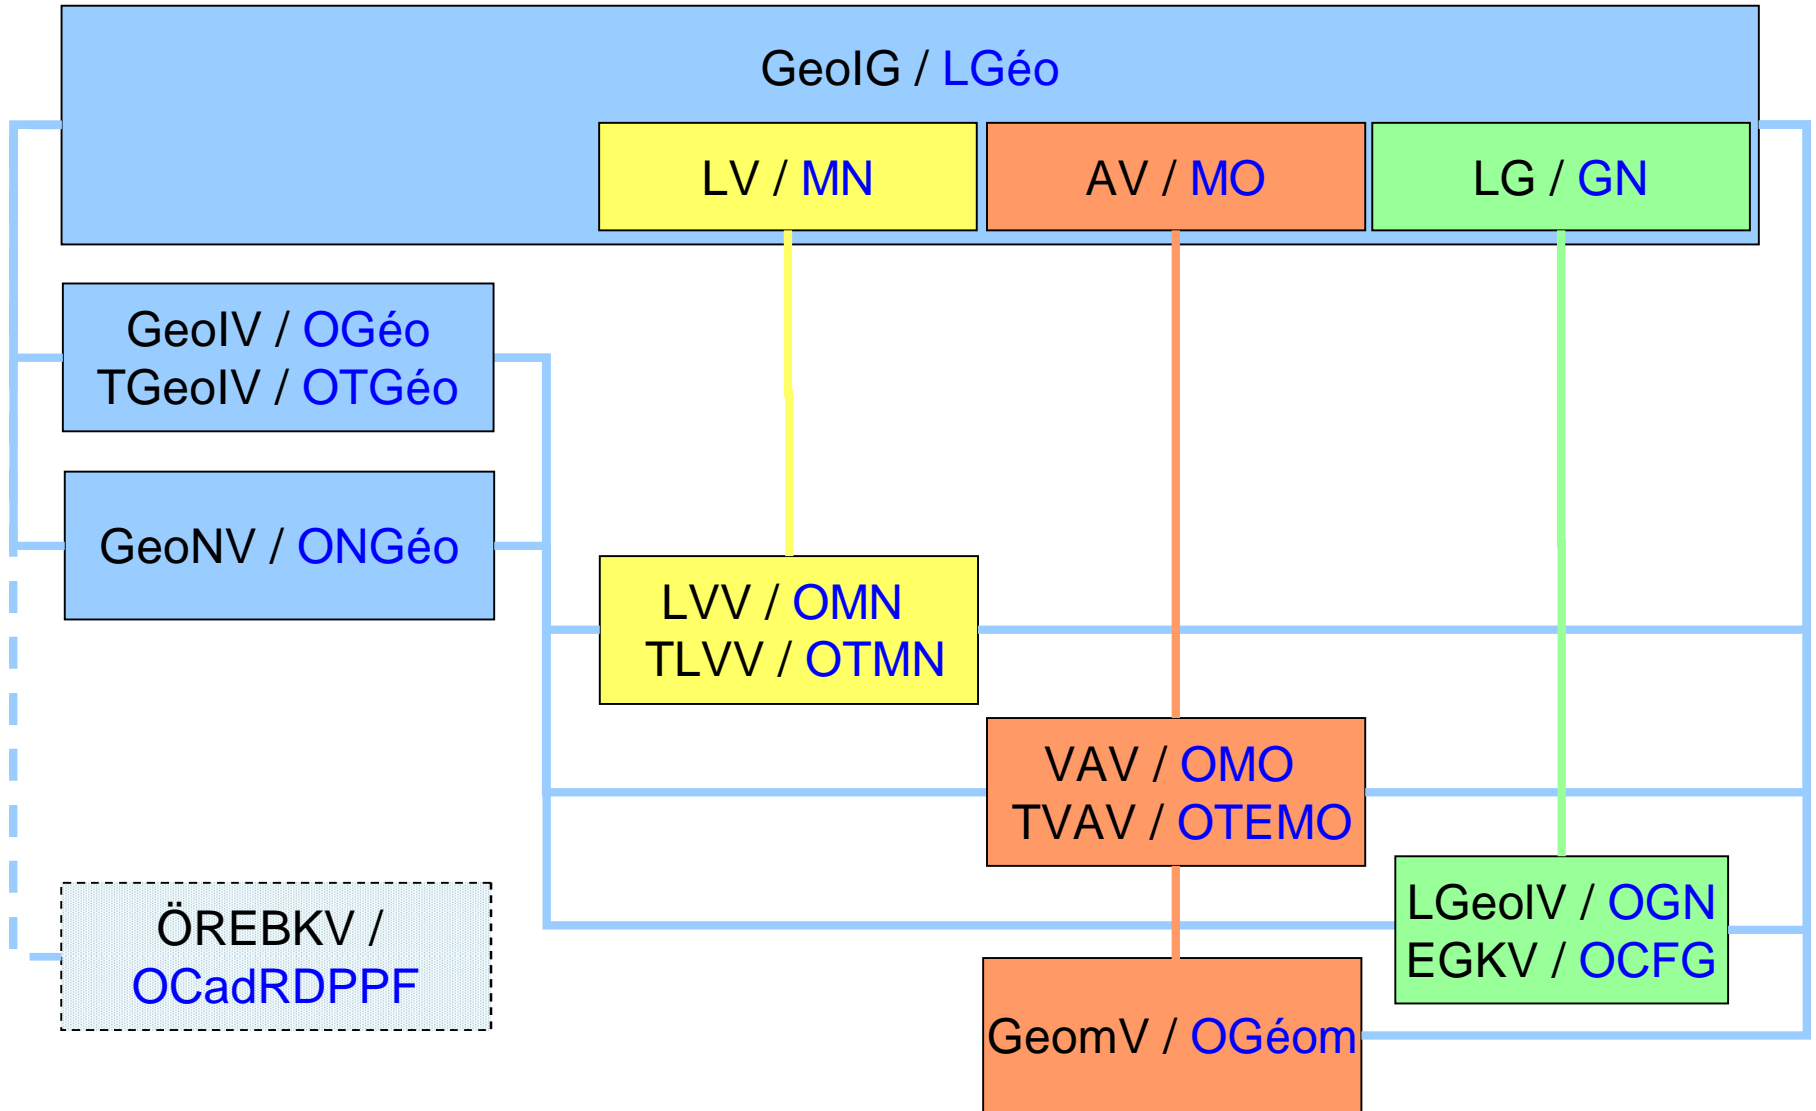 GeoIG / LGéo
LV / MN
AV / MO
LG / GN
GeoIV / OGéo
TGeoIV / OTGéo
GeoNV / ONGéo
LVV / OMN
TLVV / OTMN
VAV / OMO
TVAV / OTEMO
LGeoIV / OGN
EGKV / OCFG
ÖREBKV /
OCadRDPPF
GeomV / OGéom